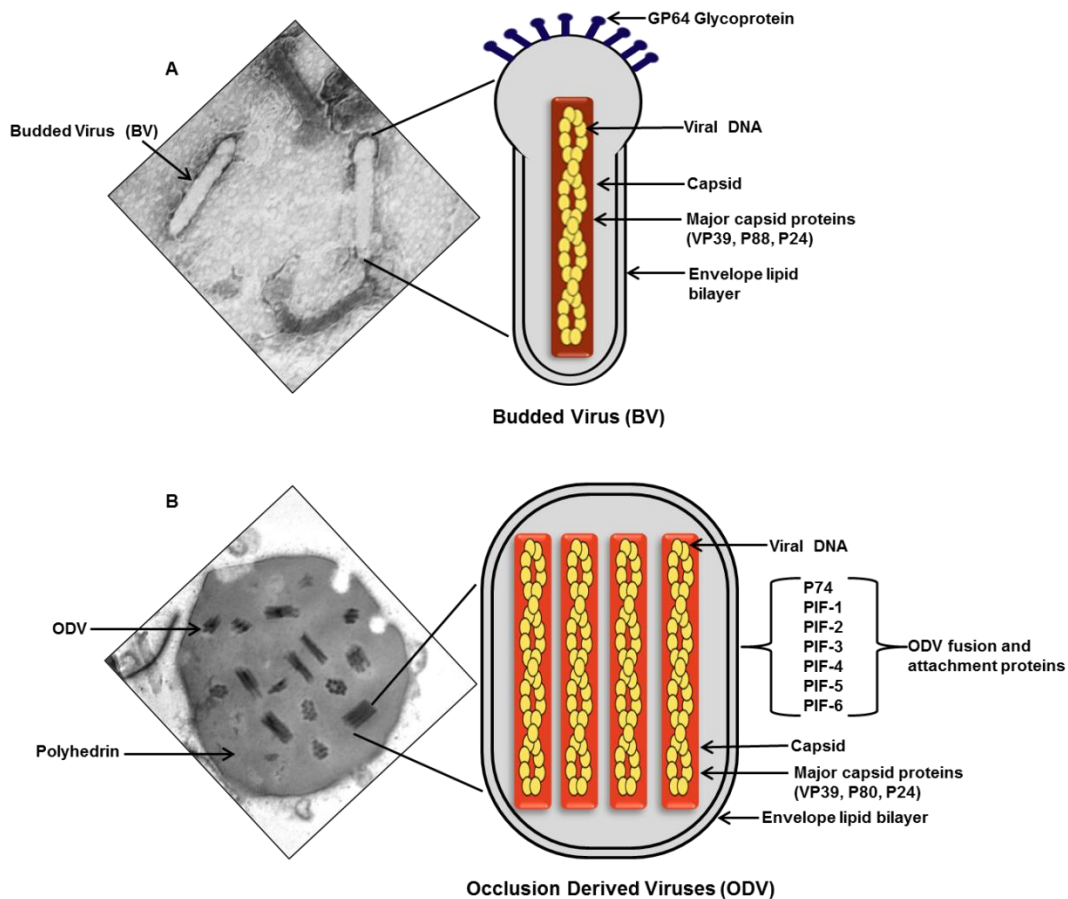 GP64 Glycoprotein
A
Budded Virus (BV)
Viral DNA
Capsid
Major capsid proteins
(VP39, P88, P24)
Envelope lipid
bilayer
Budded Virus (BV)
B
Viral DNA
P74
PIF-1
PIF-2
PIF-3
PIF-4
PIF-5
PIF-6
ODV fusion and
attachment proteins
ODV
Polyhedrin
Capsid
Major capsid proteins
(VP39, P80, P24)
Envelope lipid bilayer
Occlusion Derived Viruses (ODV)